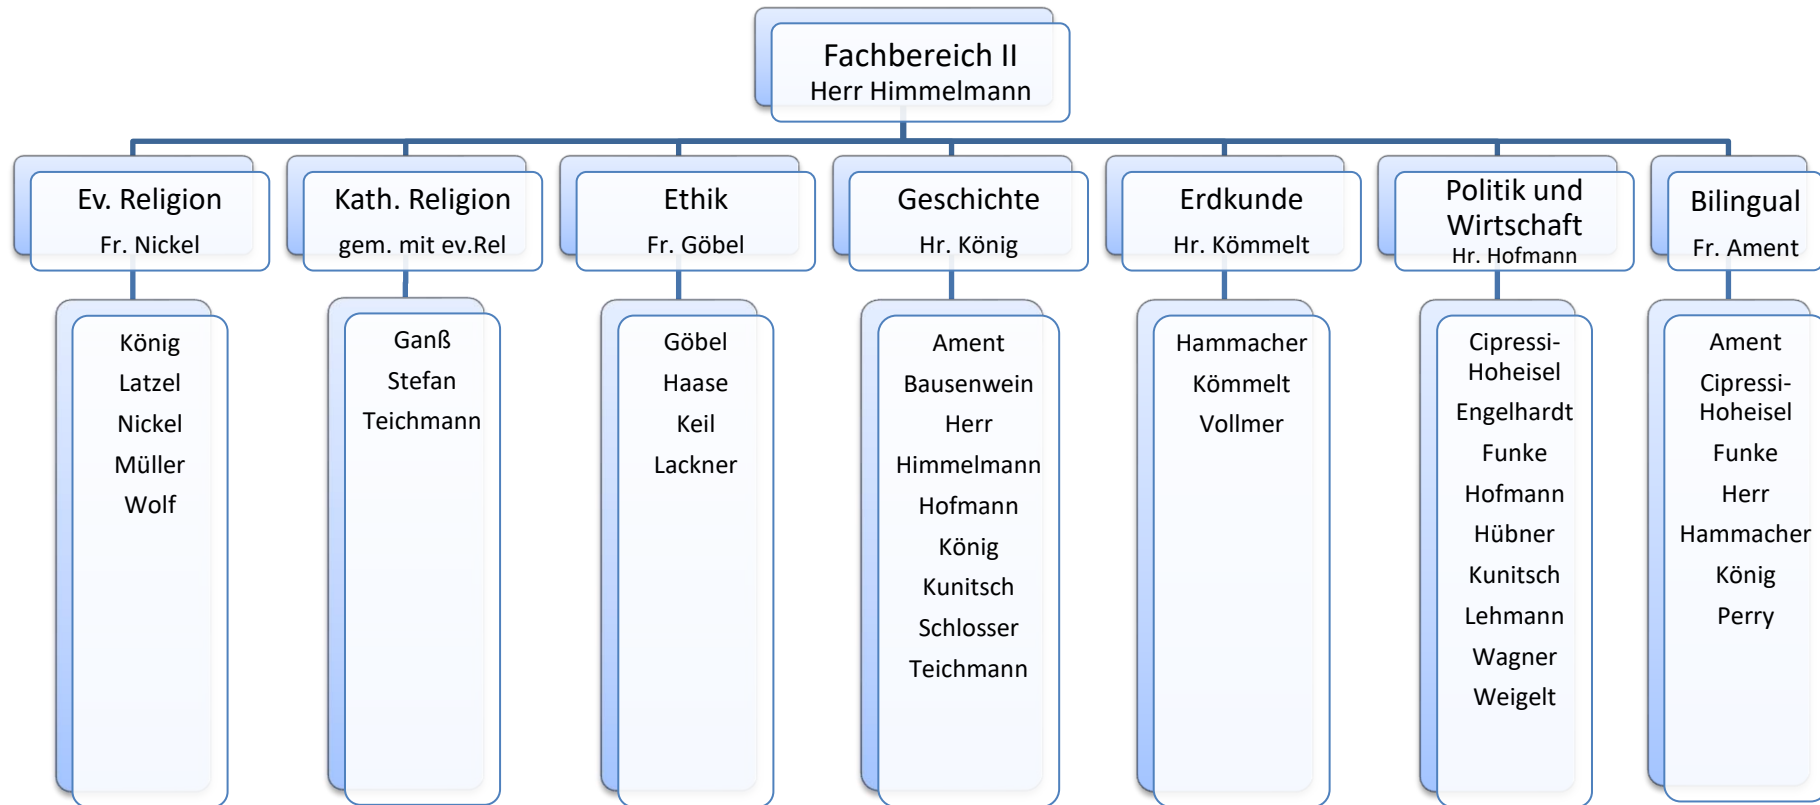 Fachbereich II
Herr Himmelmann
Ev. Religion
Fr. Nickel
Kath. Religion
gem. mit ev.Rel
Ethik
Fr. Göbel
Geschichte
Hr. König
Erdkunde
Hr. Kömmelt
Politik und
Wirtschaft
Hr. Hofmann
Bilingual
Fr. Ament
König
Latzel
Nickel
Müller
Wolf
Ganß
Stefan
Teichmann
Göbel
Haase
Keil
Lackner
Ament
Bausenwein
Herr
Himmelmann
Hofmann
König
Kunitsch
Schlosser
Teichmann
Hammacher
Kömmelt
Vollmer
Cipressi-
Hoheisel
Engelhardt
Funke
Hofmann
Hübner
Kunitsch
Lehmann
Wagner
Weigelt
Ament
Cipressi-
Hoheisel
Funke
Herr
Hammacher
König
Perry